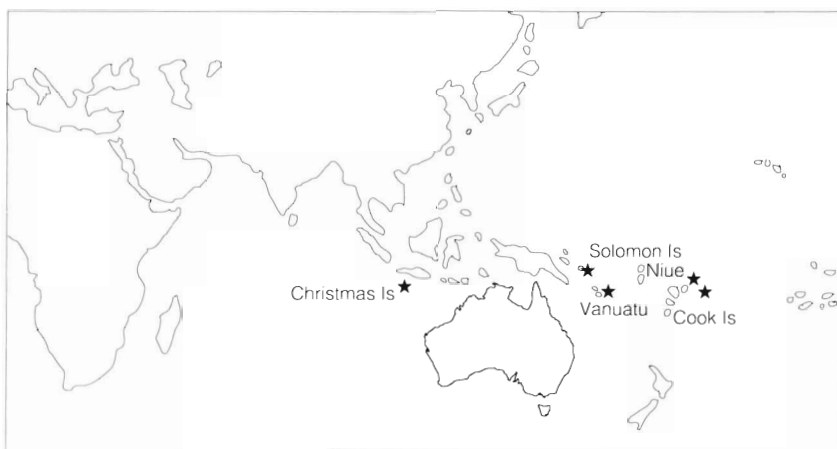 Solomon Is
Niue
Christmas Is
Vanuatu
Cook Is